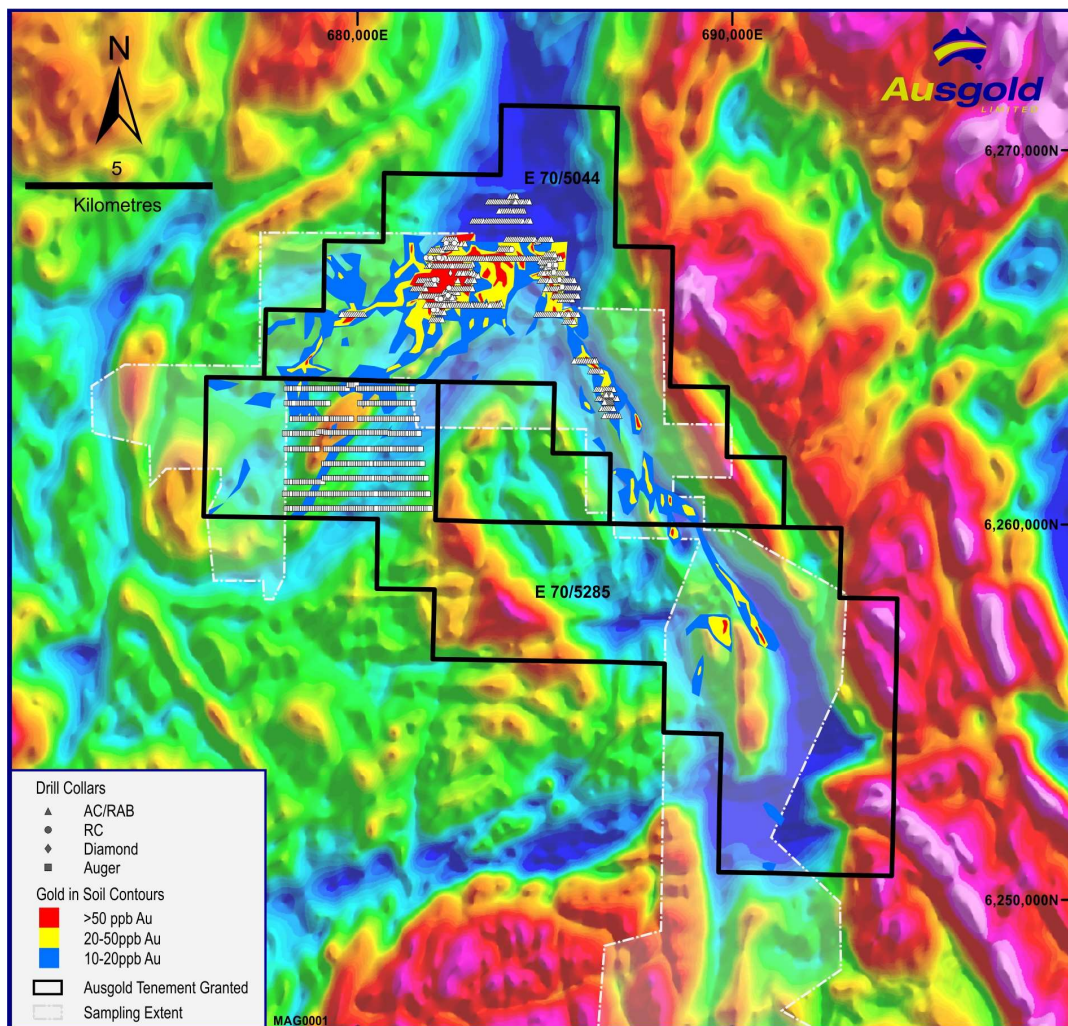 680,000E
690,000E
N
Ausgold
LIMITED
5
Kilometres
6,270,000N
E 70/5044
6,260,000N
E 70/5285
6,250,000N
Drill Collars
AC/RAB
RC
Diamond
Auger
Gold in Soil Contours
>50 ppb Au
20-50ppb Au
10-20ppb Au
Ausgold Tenement Granted
Sampling Extent
MAG0001